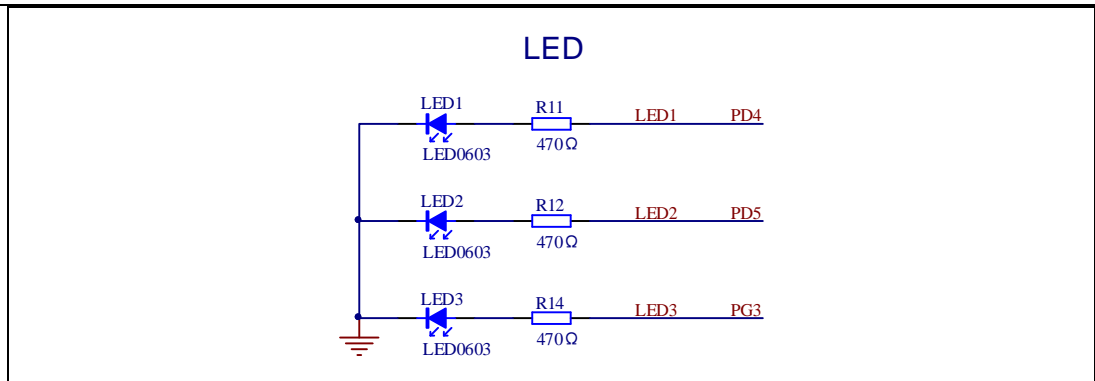 LED
LED1 R11 LED1 PD4
LED0603 470Ω
LED2 R12 LED2 PD5
LED0603 470Ω
LED3 R14 LED3 PG3
LED0603 470Ω